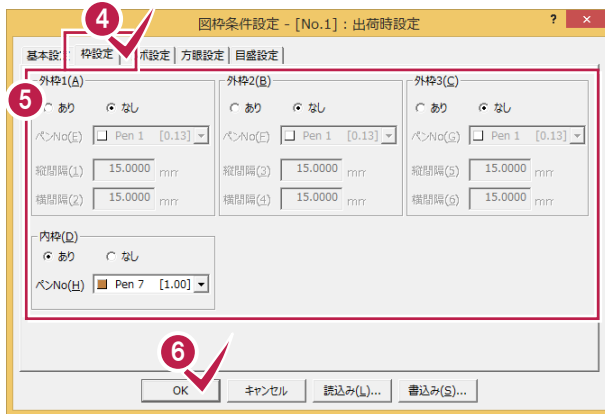 図枠条件設定 - [No.1] : 出荷時設定 ? ×
4
基本設定 枠設定 ボ設定 方眼設定 目盛設定
5
外枠1(A) 外枠2(B) 外枠3(C)
あり なし あり なし あり なし
ペンNo(E) Pen 1 [0.13] ペンNo(F) Pen 1 [0.13] ペンNo(G) Pen 1 [0.13]
縦間隔(1) 15.0000 mm 縦間隔(3) 15.0000 mm 縦間隔(5) 15.0000 mm
横間隔(2) 15.0000 mm 横間隔(4) 15.0000 mm 横間隔(6) 15.0000 mm
内枠(D)
あり なし
ペンNo(H) Pen 7 [1.00]
6
OK キャンセル 読込み(L)... 書込み(S)...